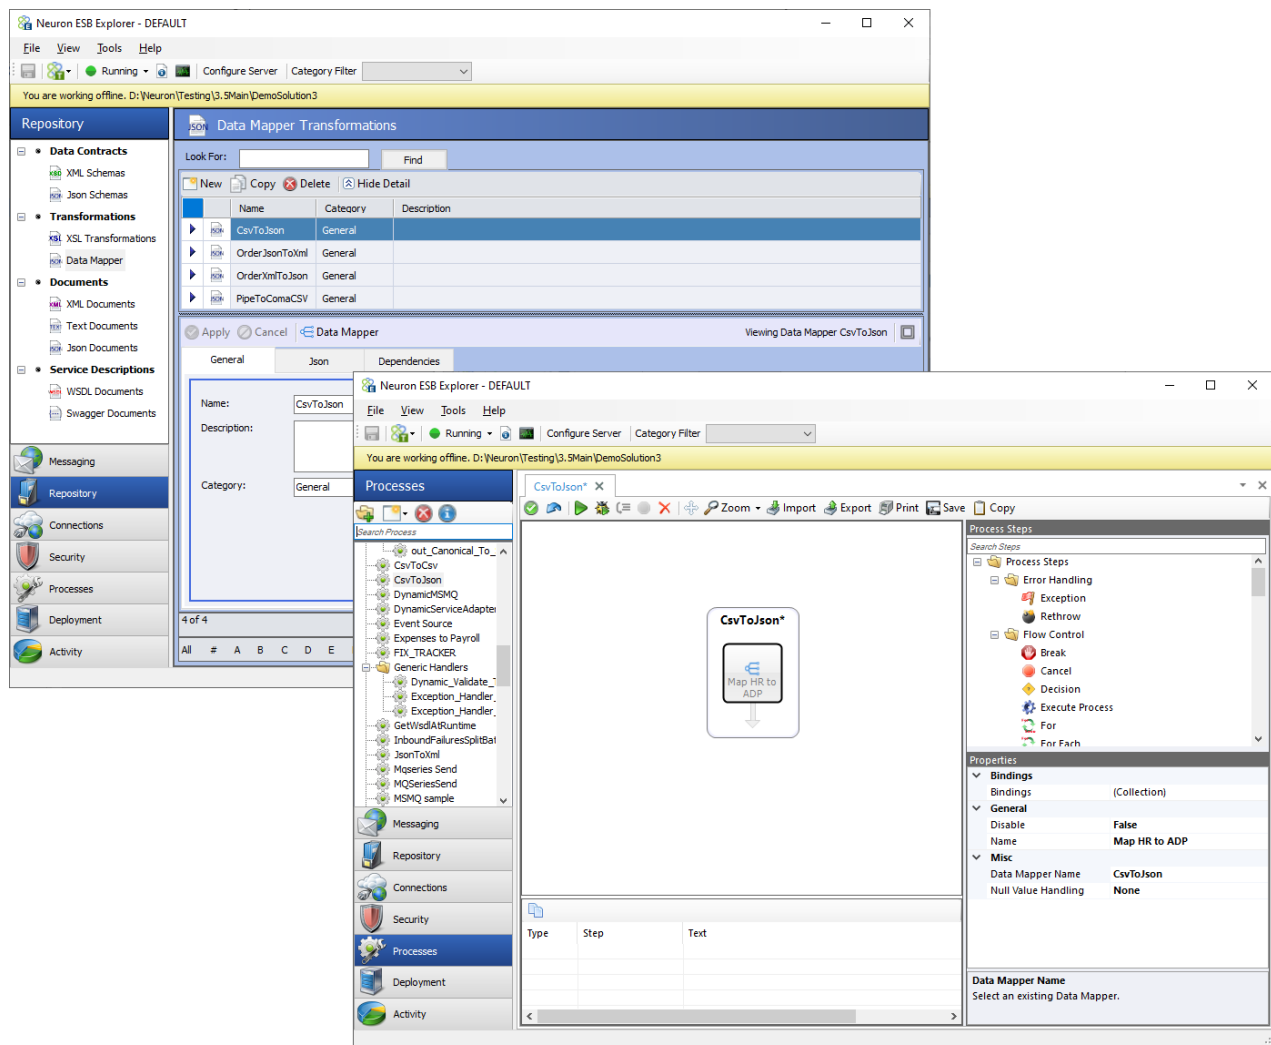 Neuron ESB Explorer - DEFAULT
File View Tools Help
Running Configure Server Category Filter
You are working offline. D:\Neuron\Testing\3.5Main\DemoSolution3
Repository
Data Contracts
XML Schemas
Json Schemas
Transformations
XSL Transformations
Data Mapper
Documents
XML Documents
Text Documents
Json Documents
Service Descriptions
WSDL Documents
Swagger Documents
Messaging
Repository
Connections
Security
Processes
Deployment
Activity
Data Mapper Transformations
Look For: Find
New Copy Delete Hide Detail
Name Category Description
CsvToJson General
OrderJsonToXml General
OrderXmlToJson General
PipeToComaCSV General
Apply Cancel Data Mapper Viewing Data Mapper CsvToJson
General Json Dependencies
Name: CsvToJson
Description:
Category: General
4 of 4
All # A B C D E
Neuron ESB Explorer - DEFAULT
File View Tools Help
Running Configure Server Category Filter
You are working offline. D:\Neuron\Testing\3.5Main\DemoSolution3
Processes
Search Process
out_Canonical_To_
CsvToCsv
CsvToJson
DynamicMSMQ
DynamicServiceAdapter
Event Source
Expenses to Payroll
FIX_TRACKER
Generic Handlers
Dynamic_Validate_
Exception_Handler_
Exception_Handler_
GetWsdlAtRuntime
InboundFailuresSplitBat
JsonToXml
Mqseries Send
MQSeriesSend
MSMQ sample
Messaging
Repository
Connections
Security
Processes
Deployment
Activity
CsvToJson*
Zoom Import Export Print Save Copy
CsvToJson*
Map HR to
ADP
Type Step Text
Process Steps
Search Steps
Process Steps
Error Handling
Exception
Rethrow
Flow Control
Break
Cancel
Decision
Execute Process
For
For Each
Properties
Bindings
Bindings (Collection)
General
Disable False
Name Map HR to ADP
Misc
Data Mapper Name CsvToJson
Null Value Handling None
Data Mapper Name
Select an existing Data Mapper.